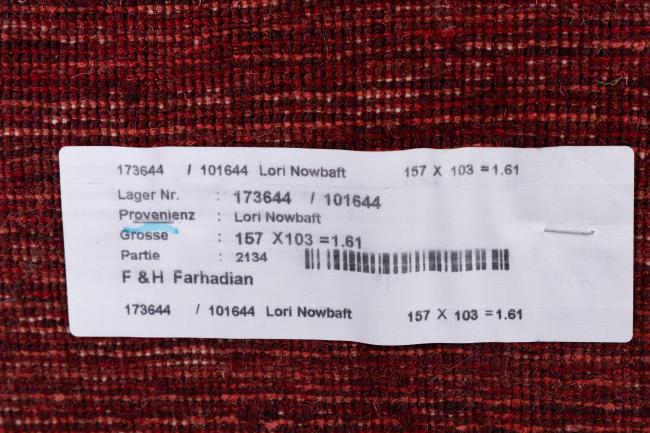 173644 / 101644 Lori Nowbaft 157 X 103 = 1.61
Lager Nr. : 173644 / 101644
Provenienz : Lori Nowbaft
Grosse : 157 X103 = 1.61
Partie : 2134
F & H Farhadian
173644 / 101644 Lori Nowbaft 157 X 103 = 1.61